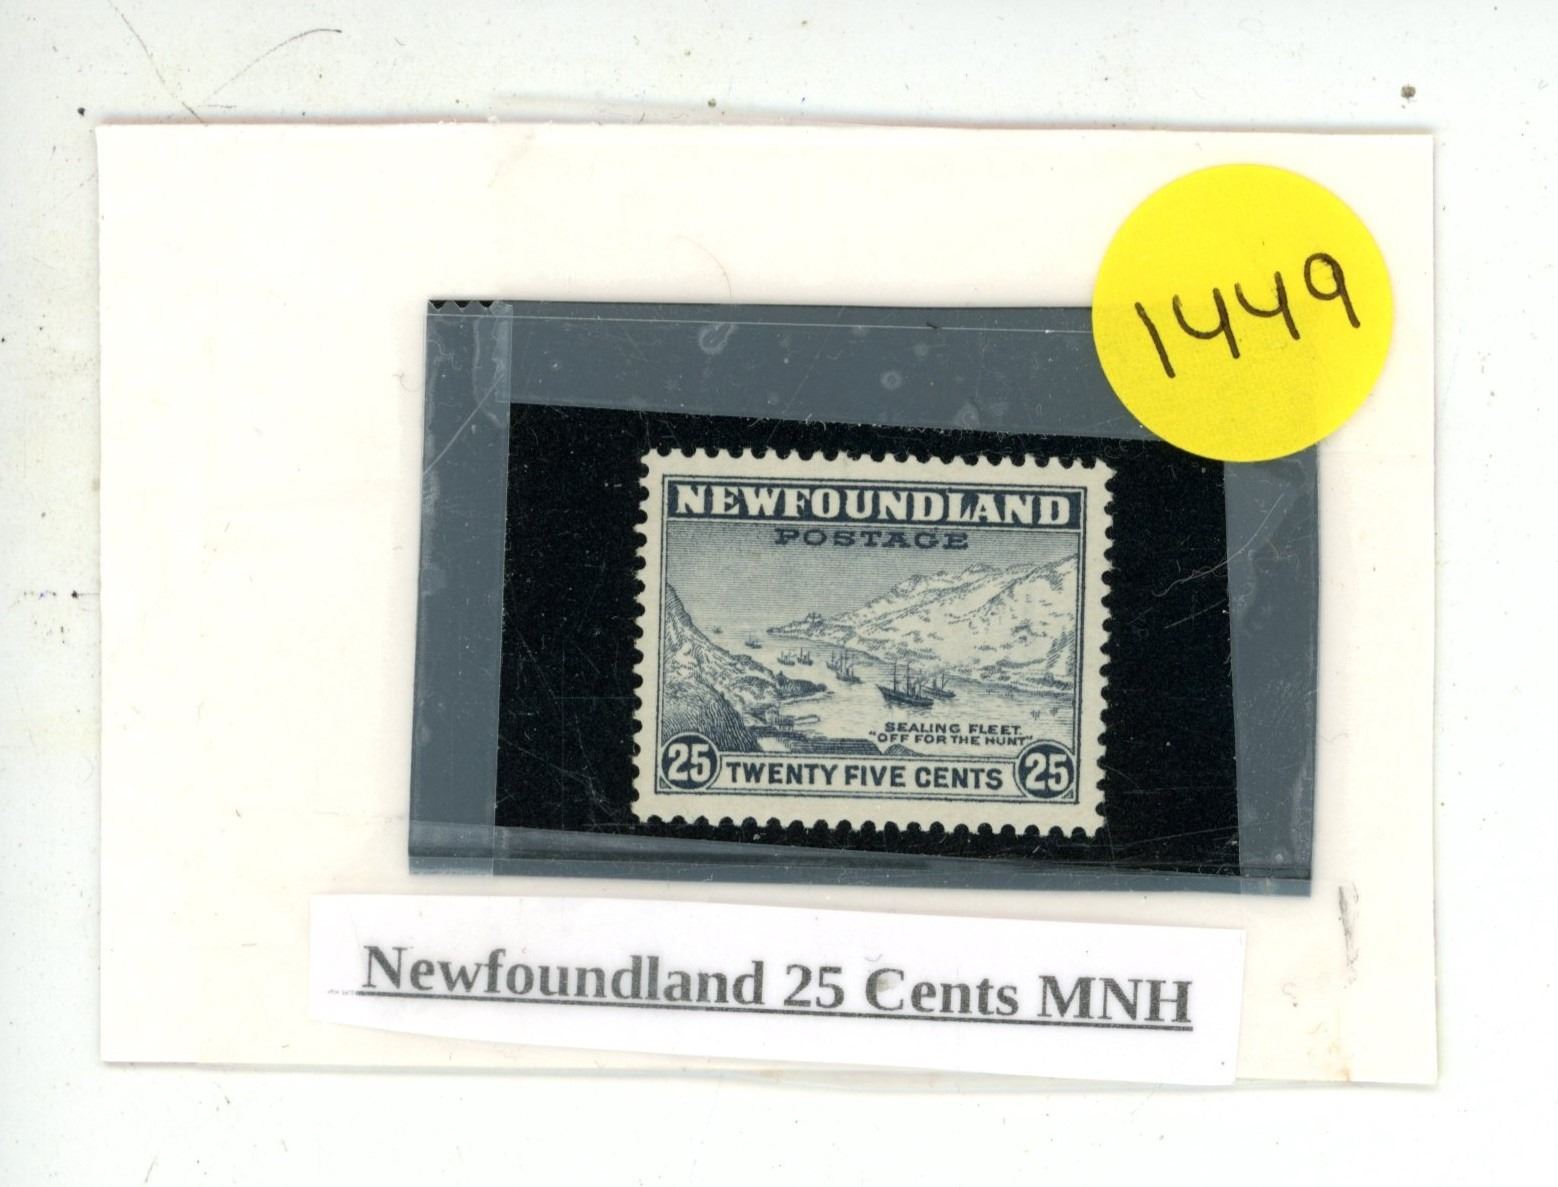 1449
NEWFOUNDLAND
POSTAGE
SEALING FLEET.
"OFF FOR THE HUNT"
25 TWENTY FIVE CENTS 25
Newfoundland 25 Cents MNH